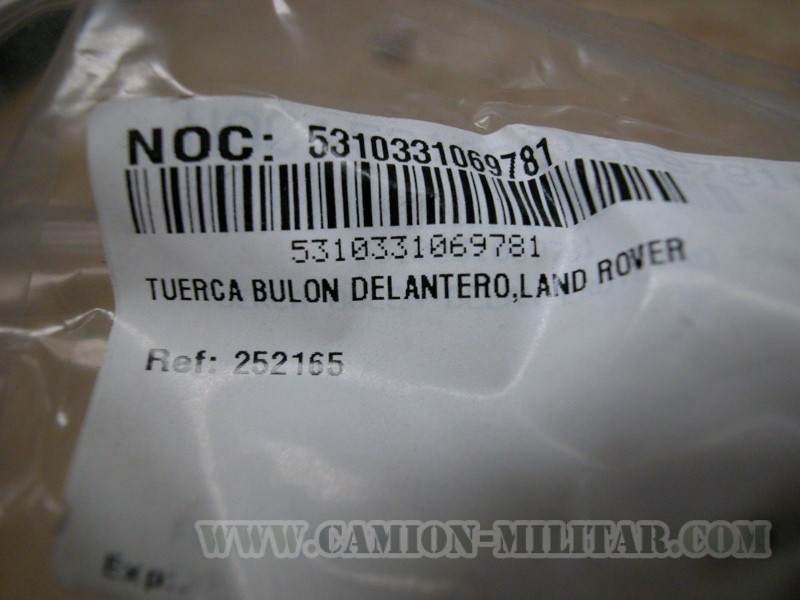 NOC: 5310331069781
5310331069781
TUERCA BULON DELANTERO,LAND ROVER
Ref: 252165
WWW.CAMION-MILITAR.COM